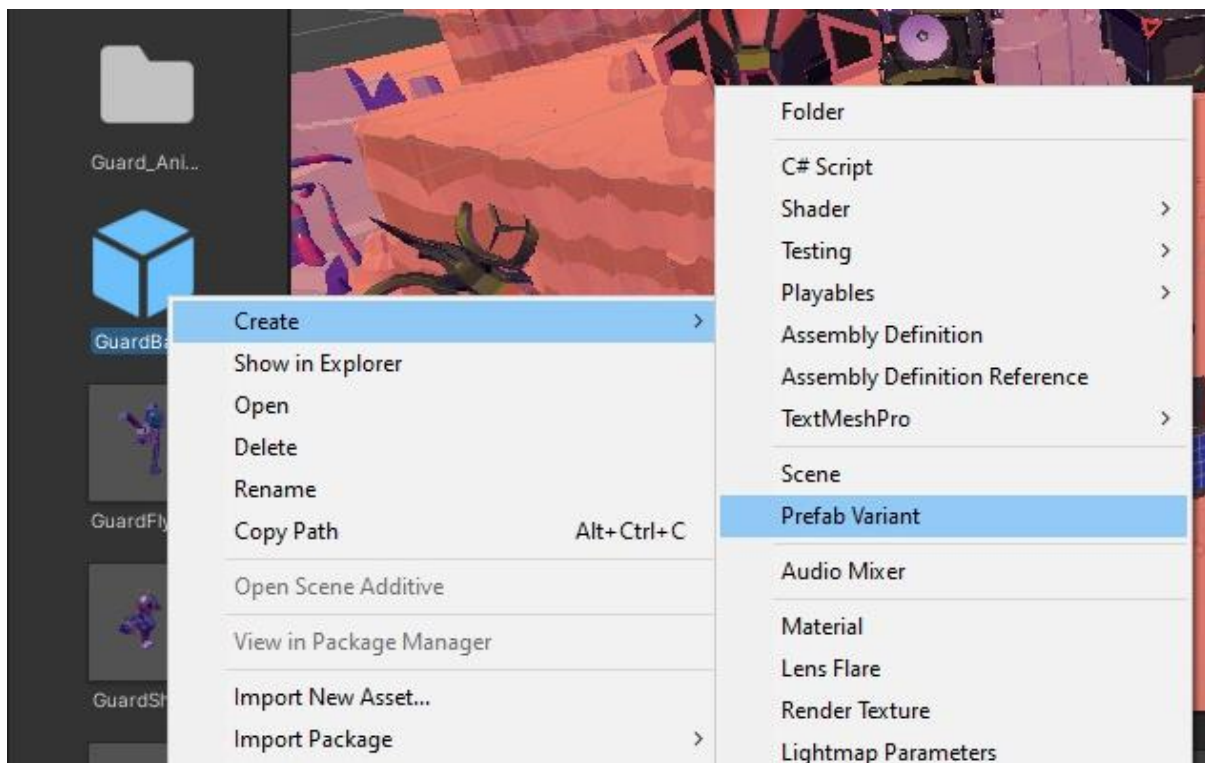 Guard_Ani...
GuardBa
GuardFly
GuardSh
Create
Show in Explorer
Open
Delete
Rename
Copy Path Alt+Ctrl+C
Open Scene Additive
View in Package Manager
Import New Asset...
Import Package
Folder
C# Script
Shader
Testing
Playables
Assembly Definition
Assembly Definition Reference
TextMeshPro
Scene
Prefab Variant
Audio Mixer
Material
Lens Flare
Render Texture
Lightmap Parameters